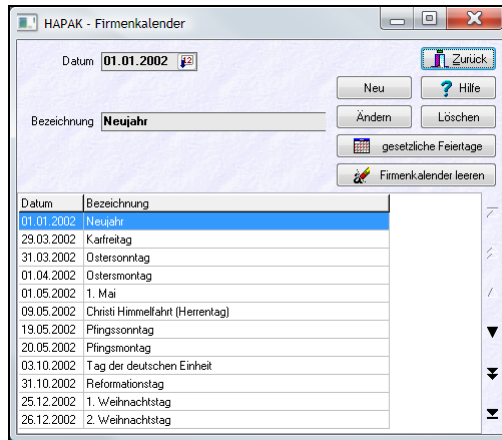 HAPAK - Firmenkalender
Datum 01.01.2002 12 Zurück
Neu Hilfe
Bezeichnung Neujahr Ändern Löschen
gesetzliche Feiertage
Firmenkalender leeren
Datum Bezeichnung
01.01.2002 Neujahr
29.03.2002 Karfreitag
31.03.2002 Ostersonntag
01.04.2002 Ostersmontag
01.05.2002 1. Mai
09.05.2002 Christi Himmelfahrt (Herrentag)
19.05.2002 Pfingssonntag
20.05.2002 Pfingsmontag
03.10.2002 Tag der deutschen Einheit
31.10.2002 Reformationstag
25.12.2002 1. Weihnachtstag
26.12.2002 2. Weihnachtstag